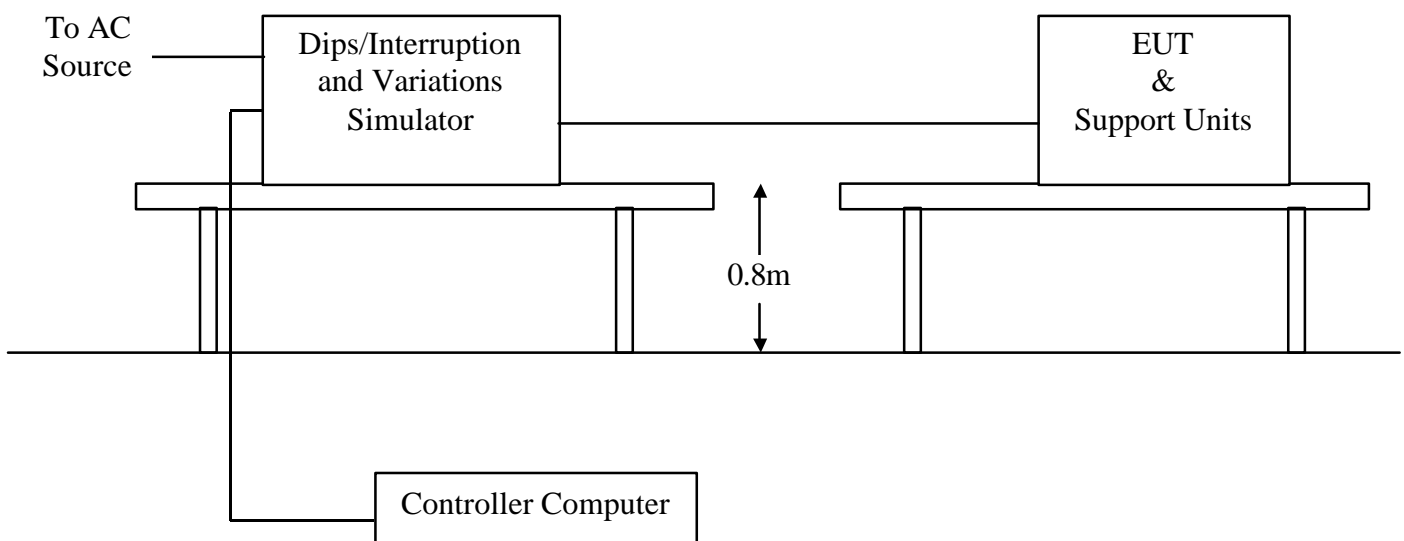 To AC
Source
Dips/Interruption
and Variations
Simulator
EUT
&
Support Units
0.8m
Controller Computer